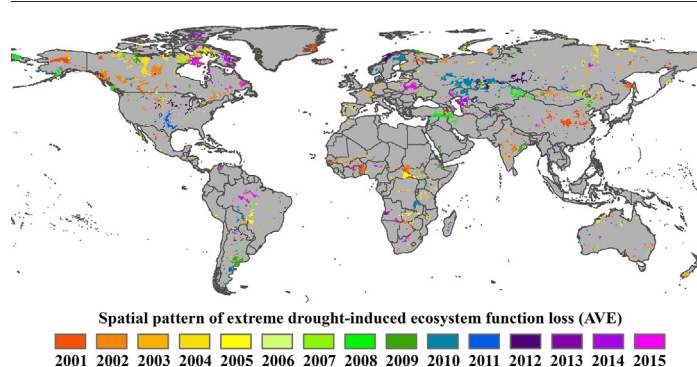 Spatial pattern of extreme drought-induced ecosystem function loss (AVE)
2001 2002 2003 2004 2005 2006 2007 2008 2009 2010 2011 2012 2013 2014 2015